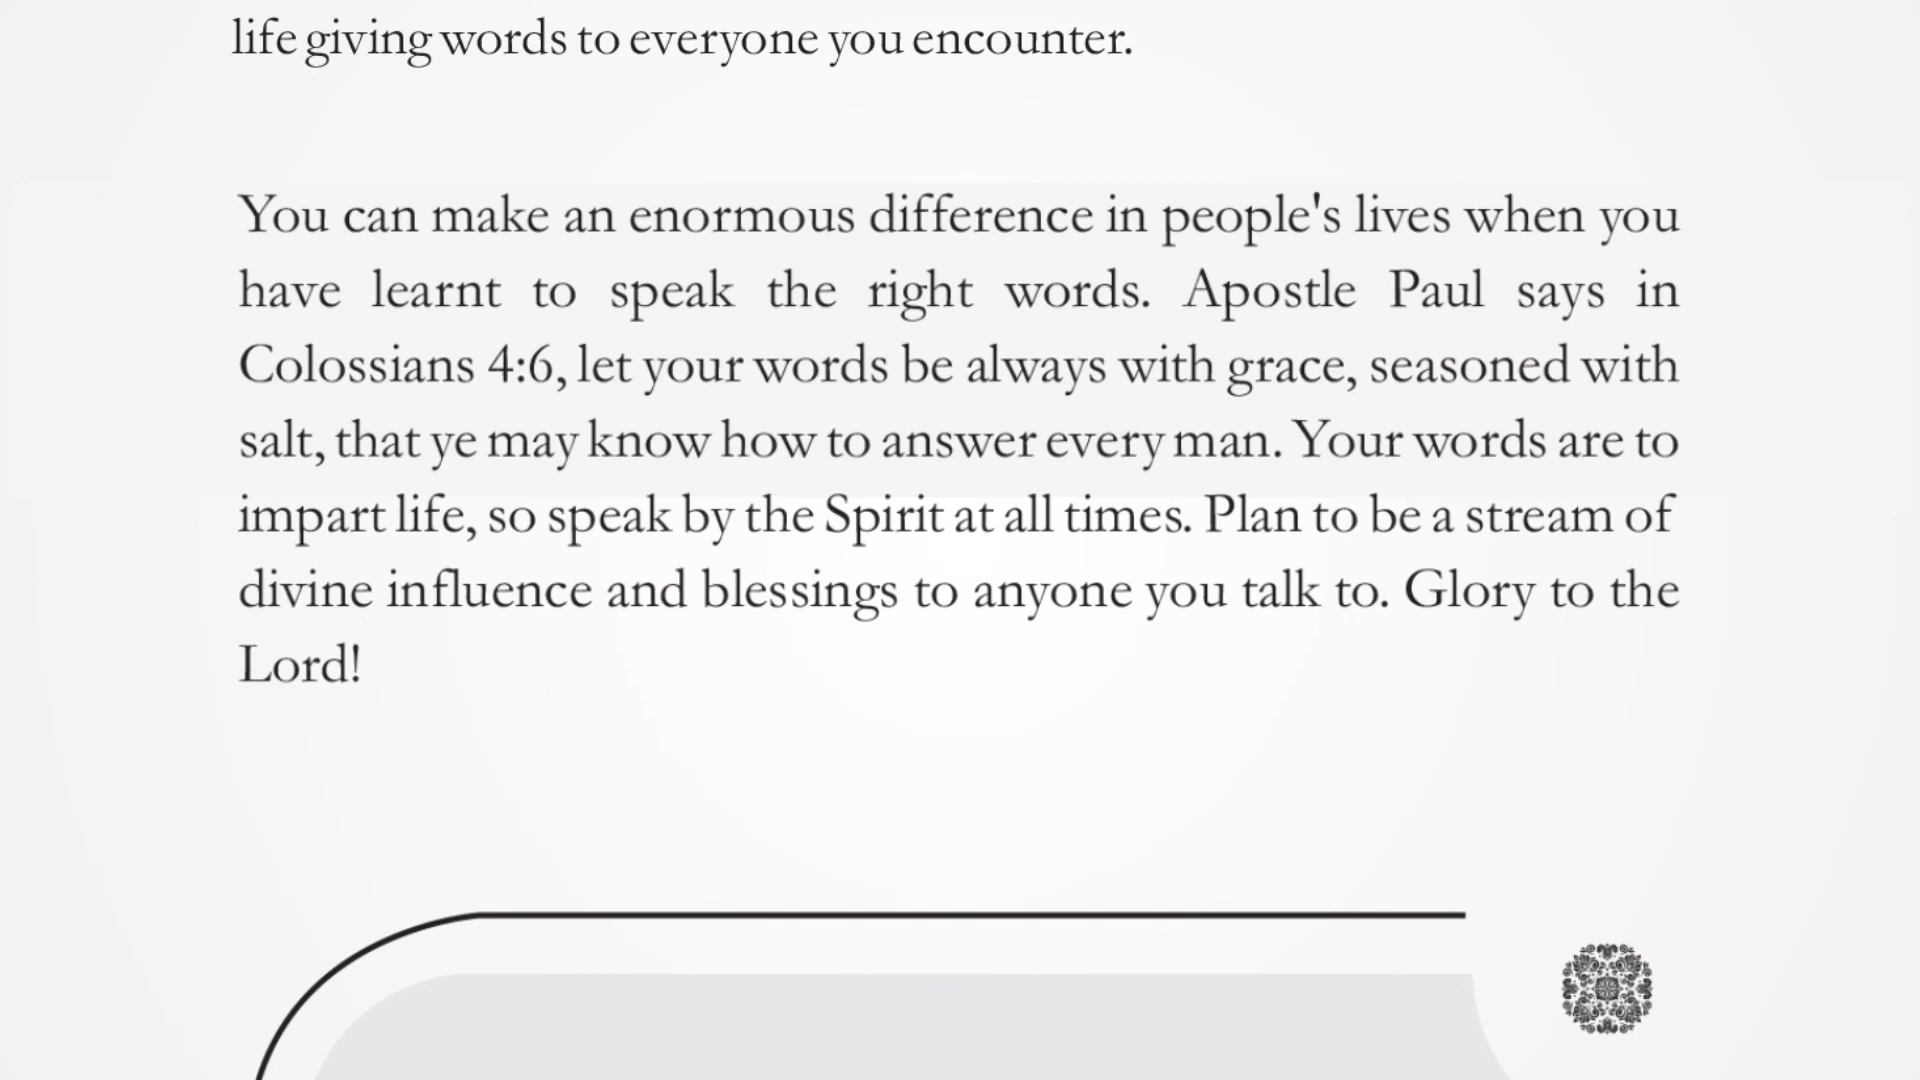 life giving words to everyone you encounter.
You can make an enormous difference in people's lives when you
have learnt to speak the right words. Apostle Paul says in
Colossians 4:6, let your words be always with grace, seasoned with
salt, that ye may know how to answer every man. Your words are to
impart life, so speak by the Spirit at all times. Plan to be a stream of
divine influence and blessings to anyone you talk to. Glory to the
Lord!